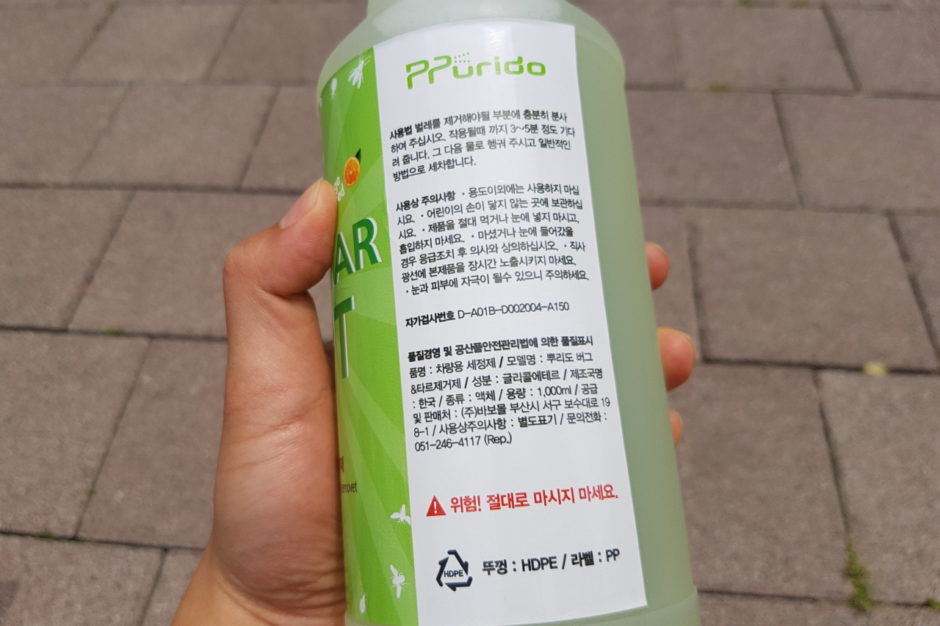 PPurido
사용법 벌레를 제거해야될 부분에 충분히 분사
하여 주십시오. 작용될때 까지 3~5분 정도 기다
려 줍니다. 그 다음 물로 행궈 주시고 일반적인
방법으로 세차합니다.
사용상 주의사항 · 용도이외에는 사용하지 마십
시요. · 어린이의 손이 닿지 않는 곳에 보관하십
시요. · 제품을 절대 먹거나 눈에 넣지 마시고,
흡입하지 마세요. · 마셨거나 눈에 들어갔을
경우 응급조치 후 의사와 상의하십시오. · 직사
광선에 본제품을 장시간 노출시키지 마세요.
· 눈과 피부에 자극이 될수 있으니 주의하세요.
자가검사번호 D-A01B-D002004-A150
품질경영 및 공산품안전관리법에 의한 품질표시
품명 : 차량용 세정제 / 모델명 : 뿌리도 버그
&타르제거제 / 성분 : 글리콜에테르 / 제조국명
: 한국 / 종류 : 액체 / 용량 : 1,000ml / 공급
및 판매처 : (주)바보몰 부산시 서구 보수대로 19
8-1 / 사용상주의사항 : 별도표기 / 문의전화 :
051-246-4117 (Rep.)
위험! 절대로 마시지 마세요.
HDPE
뚜껑 : HDPE / 라벨 : PP
AR
T